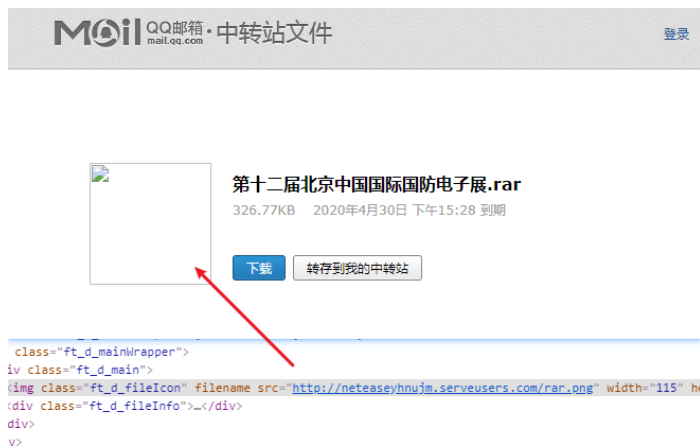 Mail QQ邮箱·中转站文件
mail.qq.com
登录
第十二届北京中国国际国防电子展.rar
326.77KB 2020年4月30日 下午15:28 到期
下载 转存到我的中转站
class="ft_d_mainWrapper">
iv class="ft_d_main">
<img class="ft_d_fileIcon" filename src="http://neteaseyhnujm.serveusers.com/rar.png" width="115" he
<div class="ft_d_fileInfo">…</div>
div>
v>